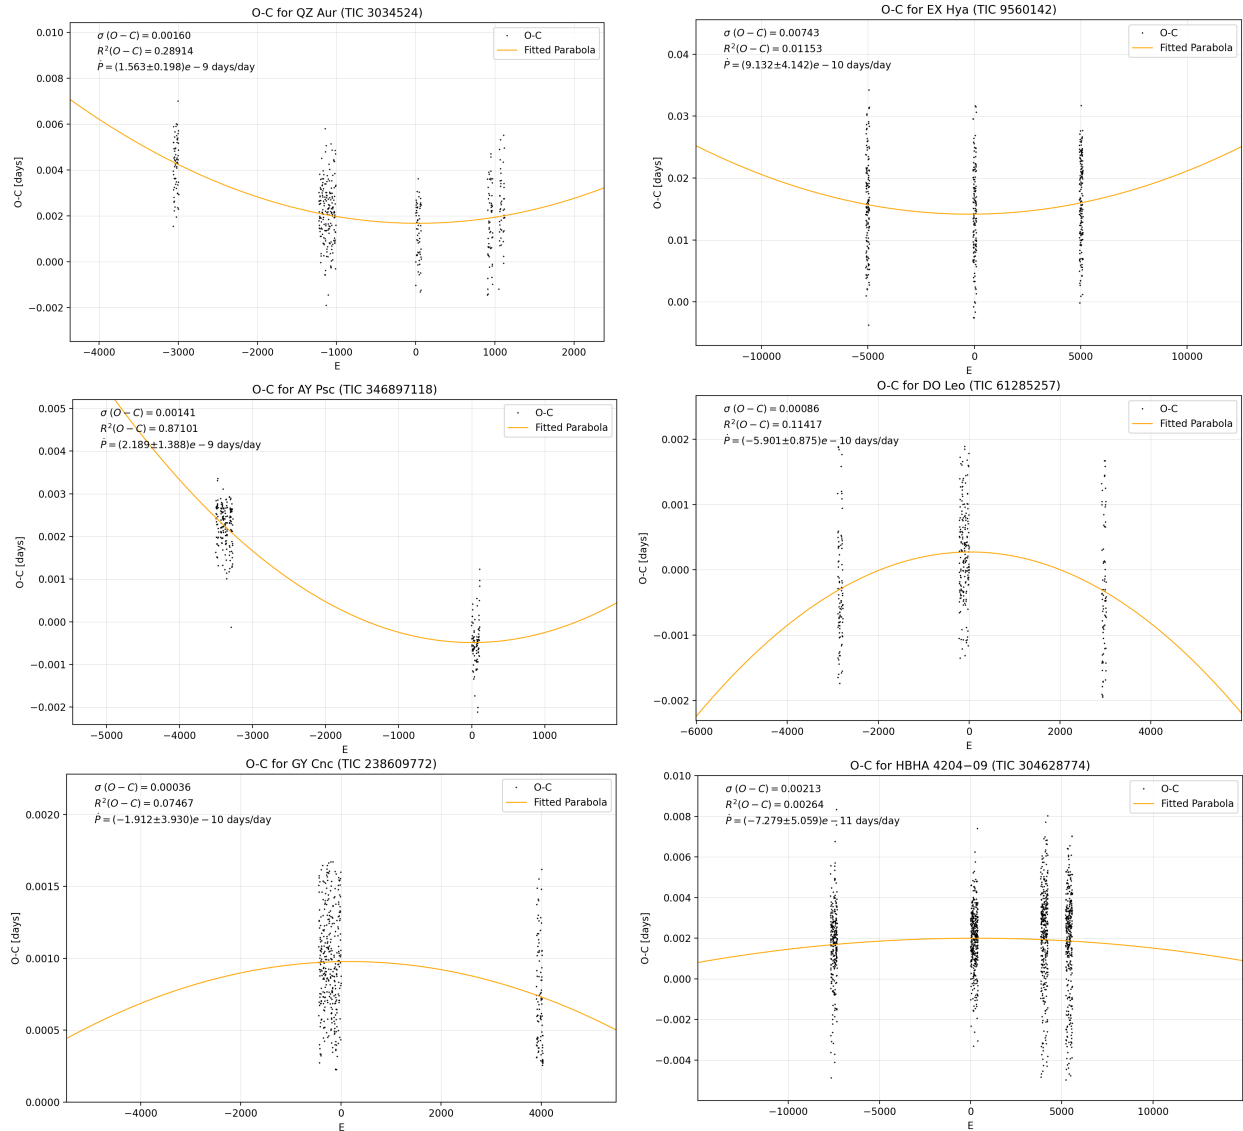 O-C for QZ Aur (TIC 3034524)
σ (O − C) = 0.00160
R²(O − C) = 0.28914
Ṗ = (1.563±0.198)e − 9 days/day
O-C
Fitted Parabola
0.010
0.008
0.006
0.004
0.002
0.000
−0.002
O-C [days]
−4000 −3000 −2000 −1000 0 1000 2000
E
O-C for EX Hya (TIC 9560142)
σ (O − C) = 0.00743
R²(O − C) = 0.01153
Ṗ = (9.132±4.142)e − 10 days/day
O-C
Fitted Parabola
0.04
0.03
0.02
0.01
0.00
O-C [days]
−10000 −5000 0 5000 10000
E
O-C for AY Psc (TIC 346897118)
σ (O − C) = 0.00141
R²(O − C) = 0.87101
Ṗ = (2.189±1.388)e − 9 days/day
O-C
Fitted Parabola
0.005
0.004
0.003
0.002
0.001
0.000
−0.001
−0.002
O-C [days]
−5000 −4000 −3000 −2000 −1000 0 1000
E
O-C for DO Leo (TIC 61285257)
σ (O − C) = 0.00086
R²(O − C) = 0.11417
Ṗ = (−5.901±0.875)e − 10 days/day
O-C
Fitted Parabola
0.002
0.001
0.000
−0.001
−0.002
O-C [days]
−6000 −4000 −2000 0 2000 4000
E
O-C for GY Cnc (TIC 238609772)
σ (O − C) = 0.00036
R²(O − C) = 0.07467
Ṗ = (−1.912±3.930)e − 10 days/day
O-C
Fitted Parabola
0.0020
0.0015
0.0010
0.0005
0.0000
O-C [days]
−4000 −2000 0 2000 4000
E
O-C for HBHA 4204−09 (TIC 304628774)
σ (O − C) = 0.00213
R²(O − C) = 0.00264
Ṗ = (−7.279±5.059)e − 11 days/day
O-C
Fitted Parabola
0.010
0.008
0.006
0.004
0.002
0.000
−0.002
−0.004
O-C [days]
−10000 −5000 0 5000 10000
E